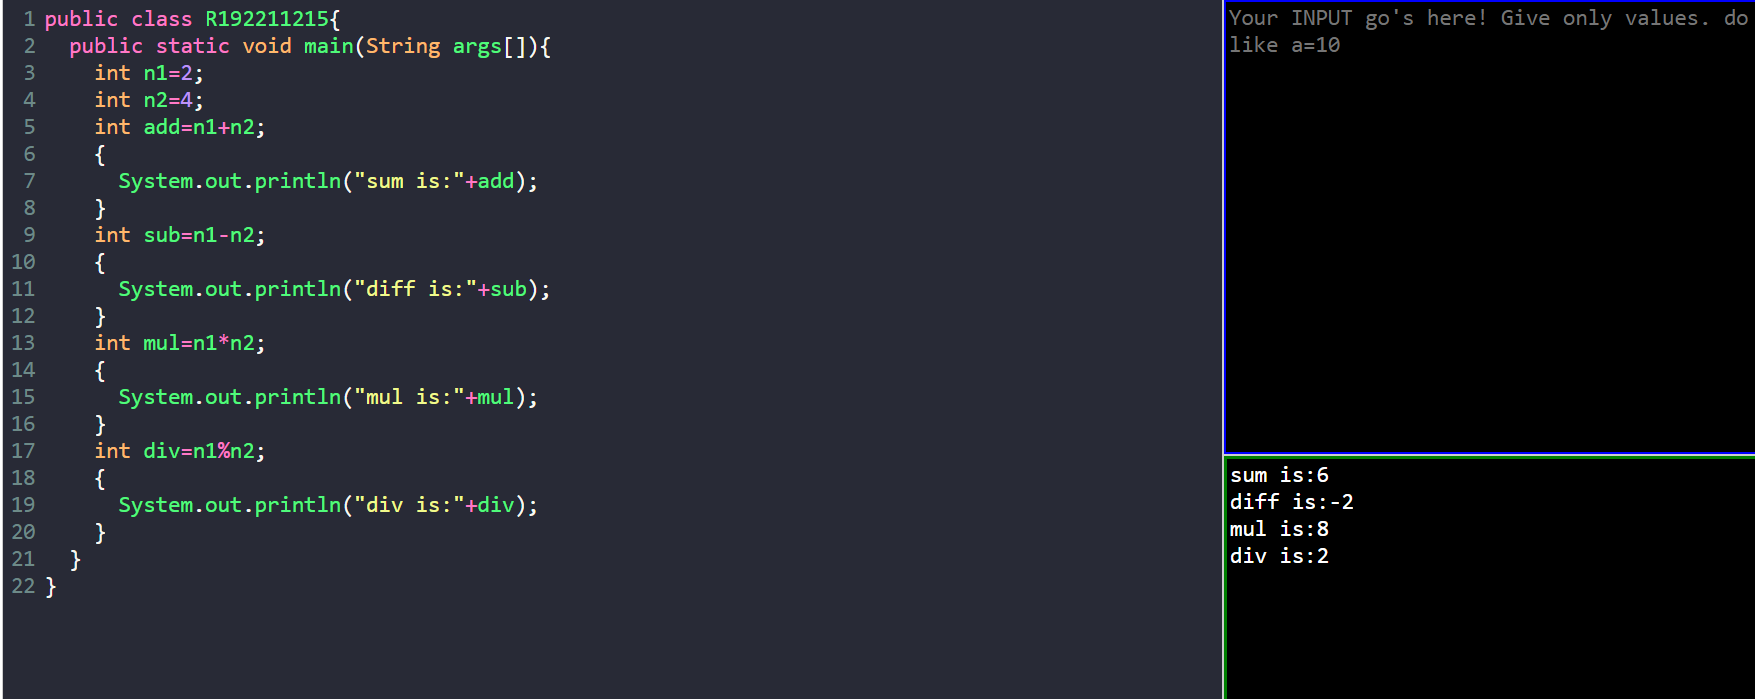 1 public class R192211215{
2   public static void main(String args[]){
3     int n1=2;
4     int n2=4;
5     int add=n1+n2;
6     {
7       System.out.println("sum is:"+add);
8     }
9     int sub=n1-n2;
10     {
11       System.out.println("diff is:"+sub);
12     }
13     int mul=n1*n2;
14     {
15       System.out.println("mul is:"+mul);
16     }
17     int div=n1%n2;
18     {
19       System.out.println("div is:"+div);
20     }
21   }
22 }
Your INPUT go's here! Give only values. do
like a=10
sum is:6
diff is:-2
mul is:8
div is:2